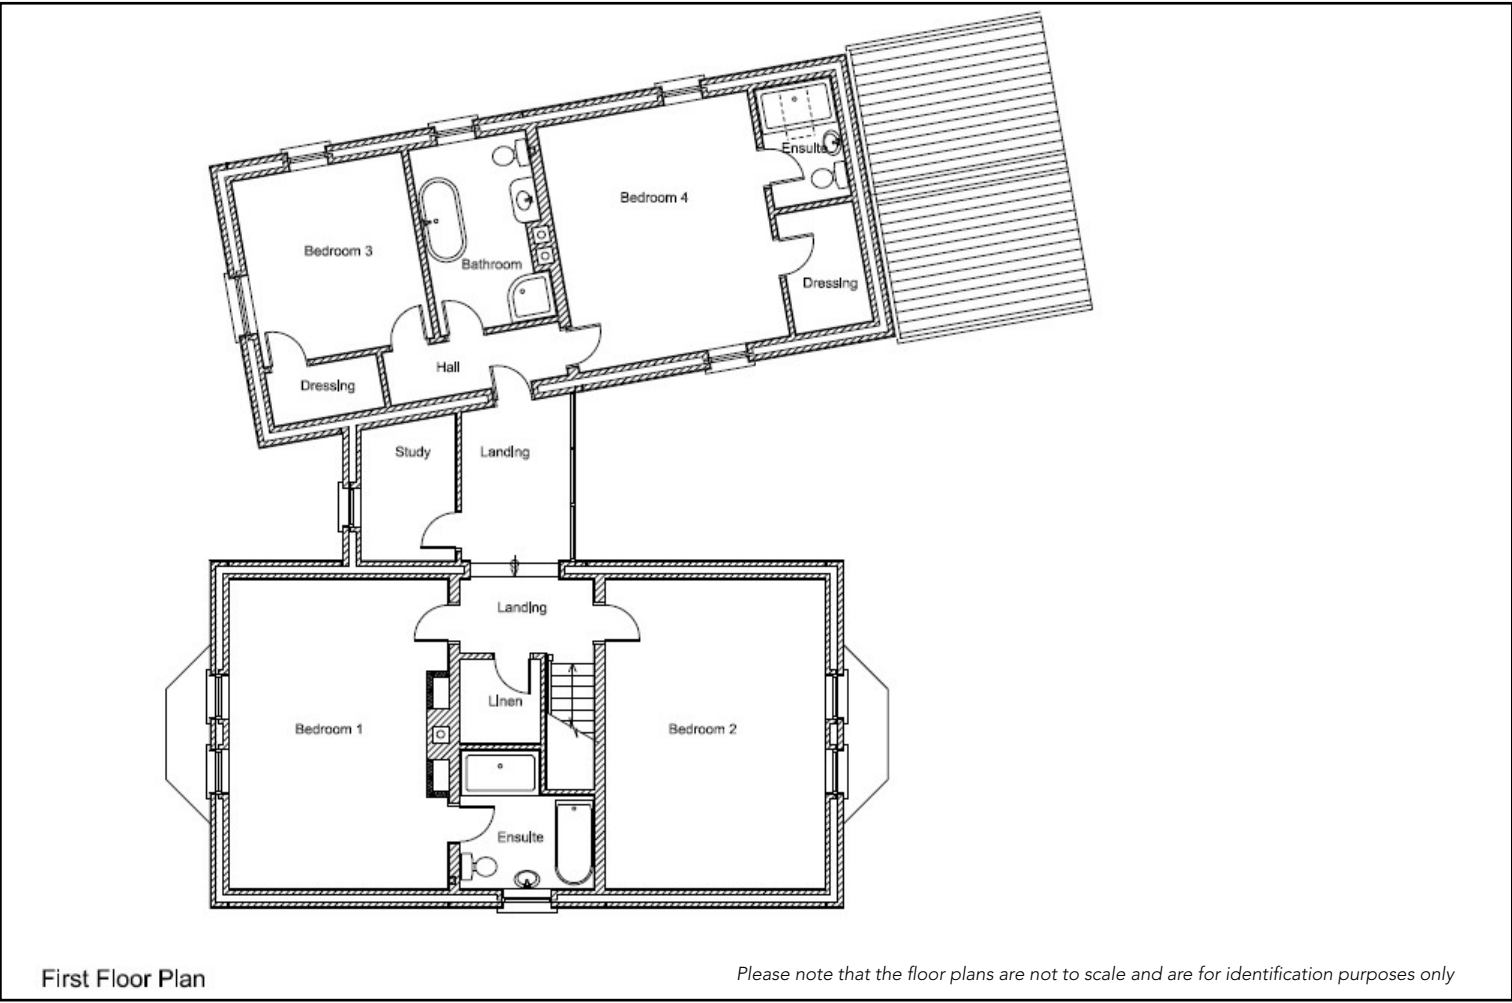 Ensuite
Bedroom 4
Bedroom 3
Bathroom
Dressing
Hall
Dressing
Study
Landing
Landing
Linen
Bedroom 1
Bedroom 2
Ensuite
First Floor Plan
Please note that the floor plans are not to scale and are for identification purposes only